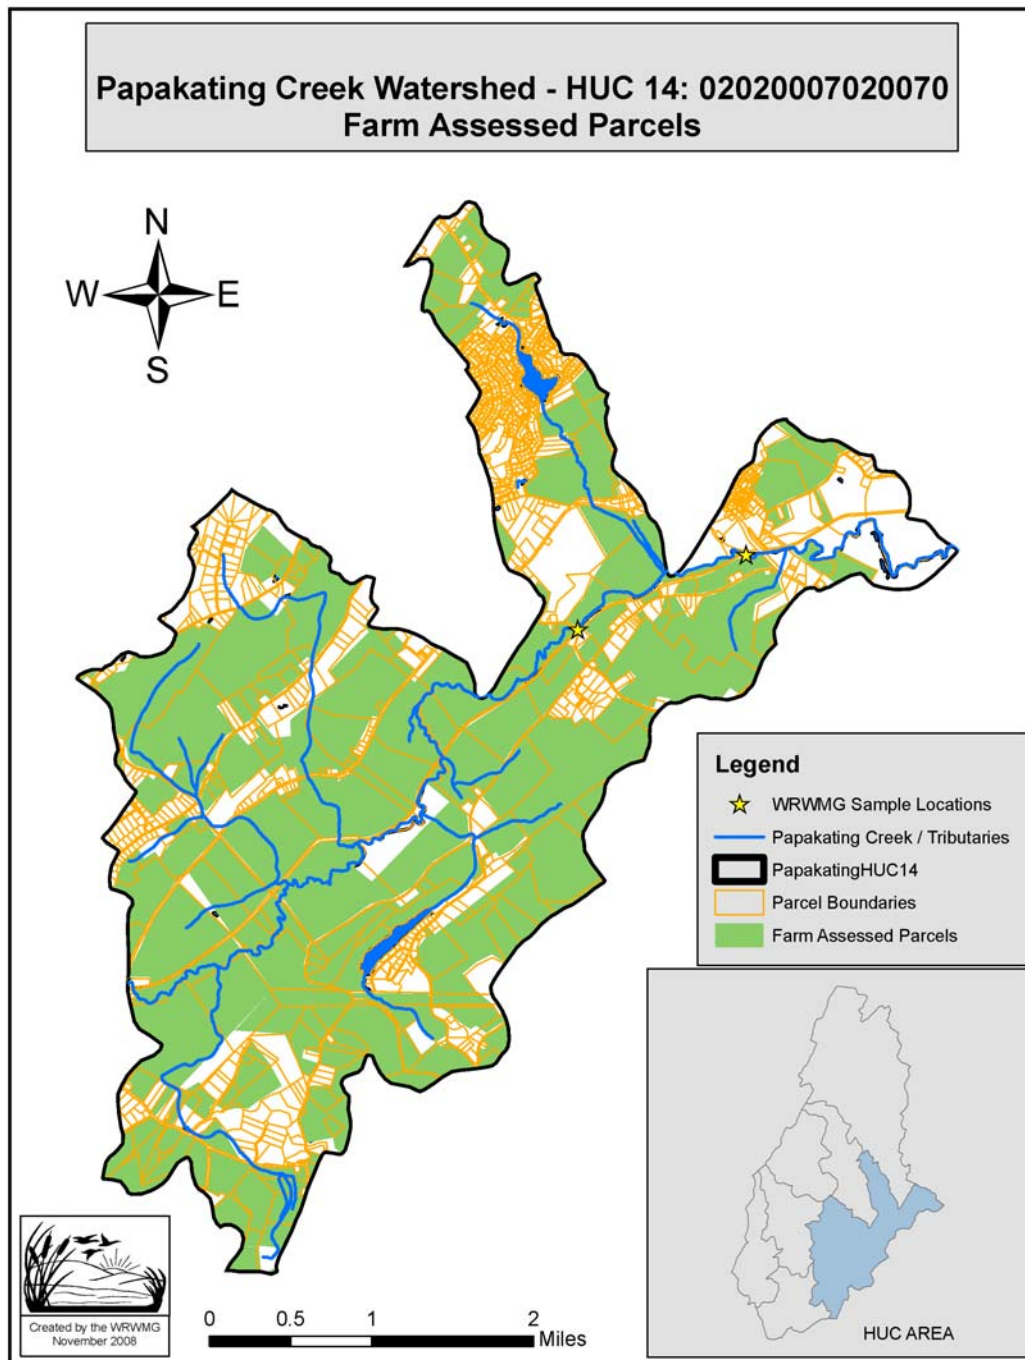 Papakating Creek Watershed - HUC 14: 02020007020070
Farm Assessed Parcels
N
W E
S
Legend
WRWMG Sample Locations
Papakating Creek / Tributaries
PapakatingHUC14
Parcel Boundaries
Farm Assessed Parcels
HUC AREA
Created by the WRWMG
November 2008
0 0.5 1 2
Miles